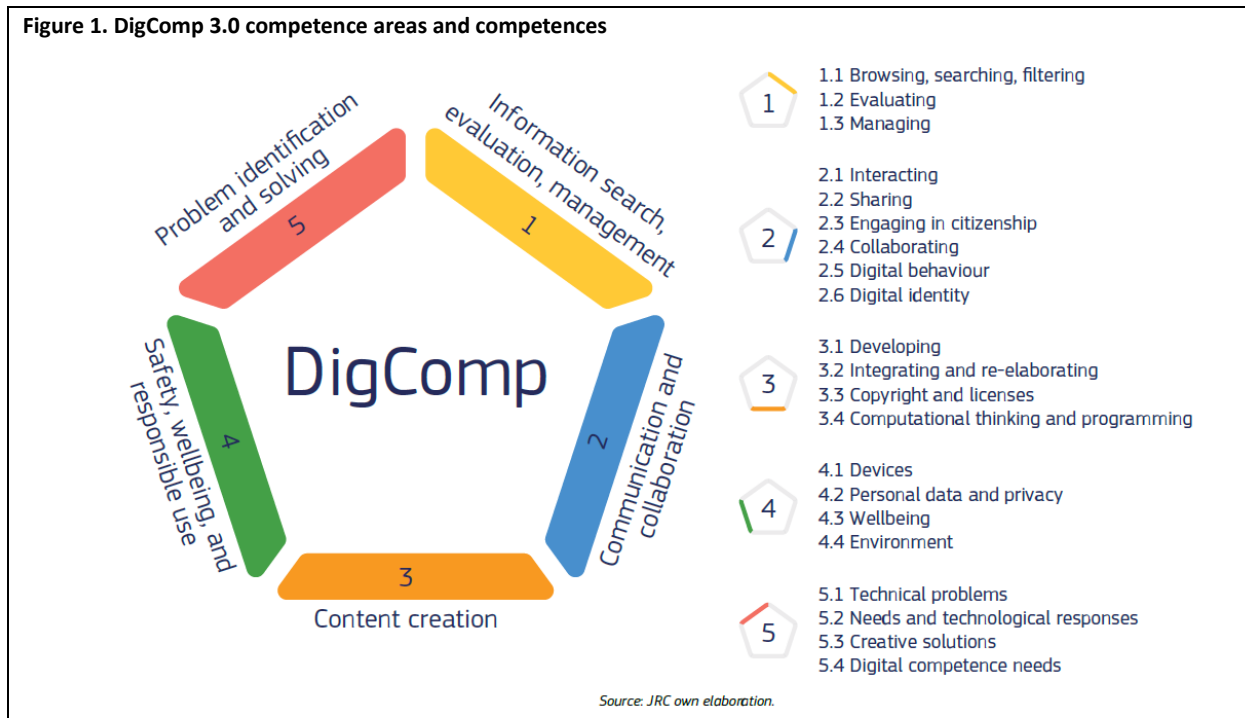 Figure 1. DigComp 3.0 competence areas and competences
Problem identification
and solving
5
Information search,
evaluation, management
1
Safety, wellbeing, and
responsible use
4
DigComp
Communication and
collaboration
2
3
Content creation
1
1.1 Browsing, searching, filtering
1.2 Evaluating
1.3 Managing
2
2.1 Interacting
2.2 Sharing
2.3 Engaging in citizenship
2.4 Collaborating
2.5 Digital behaviour
2.6 Digital identity
3
3.1 Developing
3.2 Integrating and re-elaborating
3.3 Copyright and licenses
3.4 Computational thinking and programming
4
4.1 Devices
4.2 Personal data and privacy
4.3 Wellbeing
4.4 Environment
5
5.1 Technical problems
5.2 Needs and technological responses
5.3 Creative solutions
5.4 Digital competence needs
Source: JRC own elaboration.